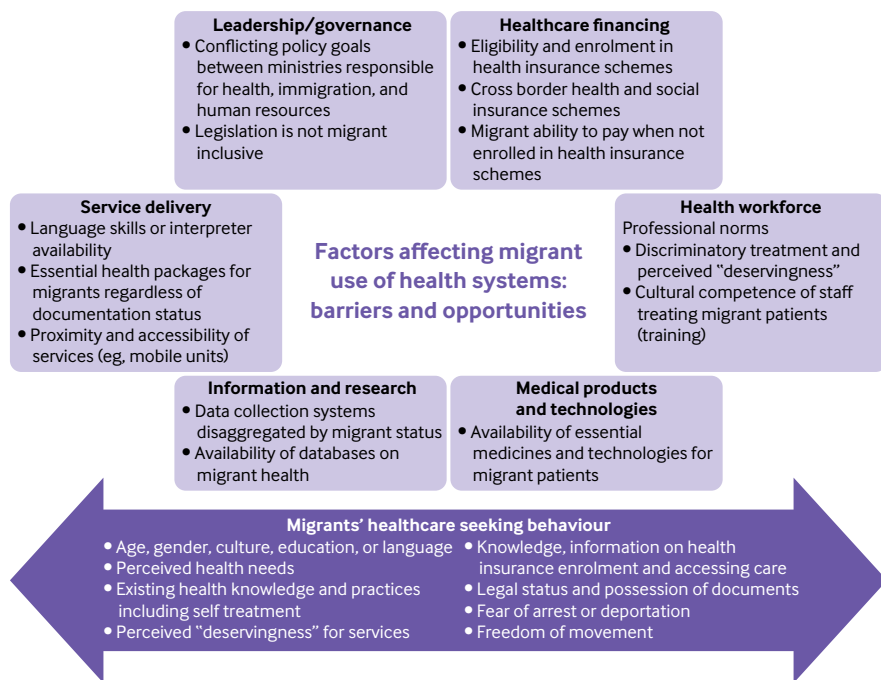 Leadership/governance
• Conflicting policy goals
between ministries responsible
for health, immigration, and
human resources
• Legislation is not migrant
inclusive
Healthcare financing
• Eligibility and enrolment in
health insurance schemes
• Cross border health and social
insurance schemes
• Migrant ability to pay when not
enrolled in health insurance
schemes
Service delivery
• Language skills or interpreter
availability
• Essential health packages for
migrants regardless of
documentation status
• Proximity and accessibility of
services (eg, mobile units)
Factors affecting migrant
use of health systems:
barriers and opportunities
Health workforce
Professional norms
• Discriminatory treatment and
perceived "deservingness"
• Cultural competence of staff
treating migrant patients
(training)
Information and research
• Data collection systems
disaggregated by migrant status
• Availability of databases on
migrant health
Medical products
and technologies
• Availability of essential
medicines and technologies for
migrant patients
Migrants' healthcare seeking behaviour
• Age, gender, culture, education, or language
• Perceived health needs
• Existing health knowledge and practices
including self treatment
• Perceived "deservingness" for services
• Knowledge, information on health
insurance enrolment and accessing care
• Legal status and possession of documents
• Fear of arrest or deportation
• Freedom of movement